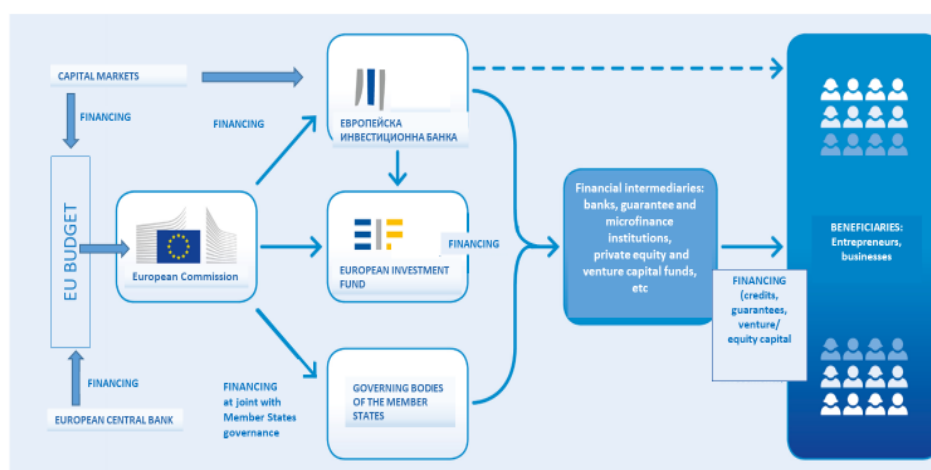 CAPITAL MARKETS
FINANCING
FINANCING
EU BUDGET
European Commission
FINANCING
EUROPEAN CENTRAL BANK
ЕВРОПЕЙСКА
ИНВЕСТИЦИОННА БАНКА
EIF
EUROPEAN INVESTMENT
FUND
FINANCING
FINANCING
at joint with
Member States
governance
GOVERNING BODIES
OF THE MEMBER
STATES
Financial intermediaries:
banks, guarantee and
microfinance
institutions,
private equity and
venture capital funds,
etc
FINANCING
(credits,
guarantees,
venture/
equity capital
BENEFICIARIES:
Entrepreneurs,
businesses